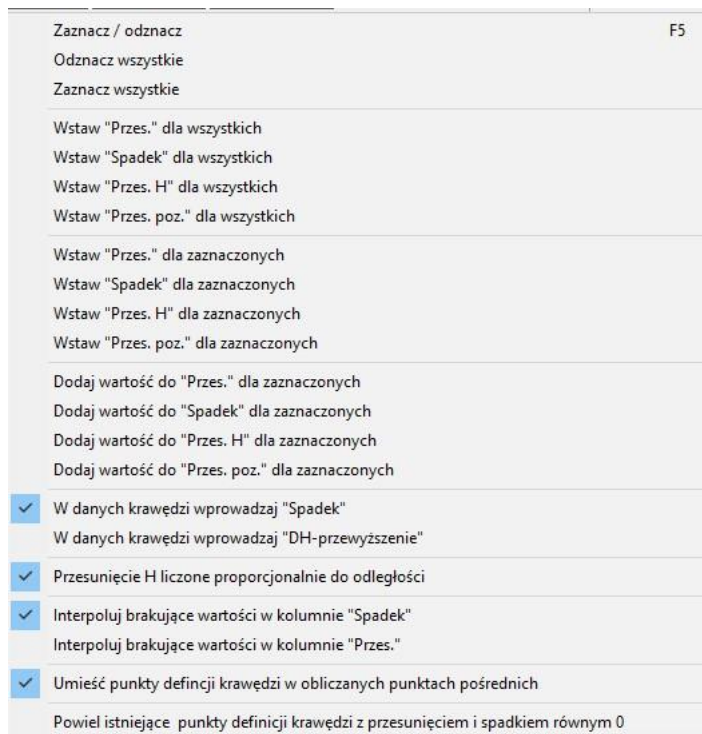 Zaznacz / odznacz F5
Odznacz wszystkie
Zaznacz wszystkie
Wstaw "Przes." dla wszystkich
Wstaw "Spadek" dla wszystkich
Wstaw "Przes. H" dla wszystkich
Wstaw "Przes. poz." dla wszystkich
Wstaw "Przes." dla zaznaczonych
Wstaw "Spadek" dla zaznaczonych
Wstaw "Przes. H" dla zaznaczonych
Wstaw "Przes. poz." dla zaznaczonych
Dodaj wartość do "Przes." dla zaznaczonych
Dodaj wartość do "Spadek" dla zaznaczonych
Dodaj wartość do "Przes. H" dla zaznaczonych
Dodaj wartość do "Przes. poz." dla zaznaczonych
W danych krawędzi wprowadzaj "Spadek"
W danych krawędzi wprowadzaj "DH-przewyższenie"
Przesunięcie H liczone proporcjonalnie do odległości
Interpoluj brakujące wartości w kolumnie "Spadek"
Interpoluj brakujące wartości w kolumnie "Przes."
Umieść punkty defincji krawędzi w obliczanych punktach pośrednich
Powiel istniejące  punkty definicji krawędzi z przesunięciem i spadkiem równym 0